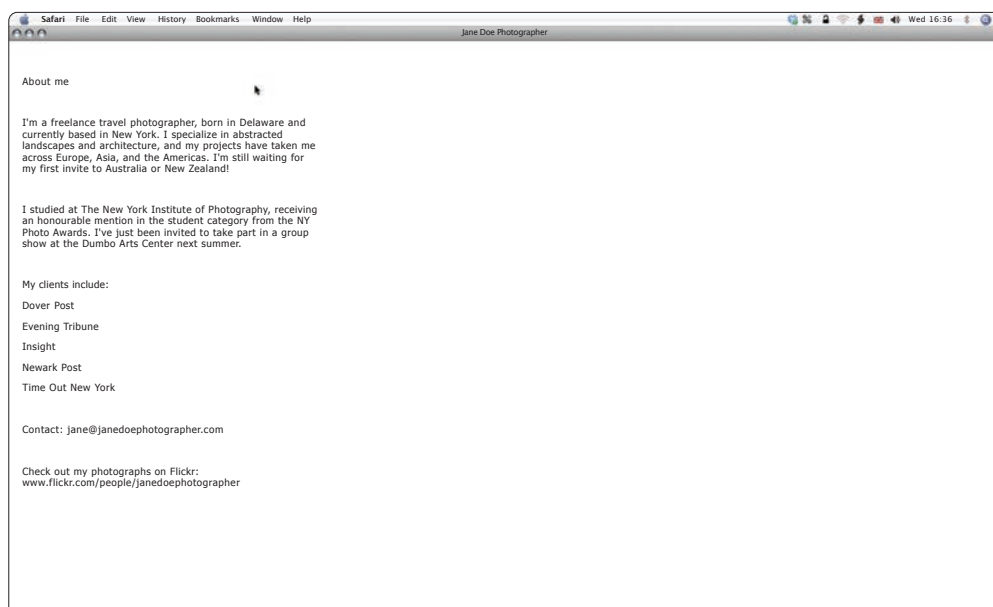 Safari File Edit View History Bookmarks Window Help Wed 16:36
Jane Doe Photographer
About me
I'm a freelance travel photographer, born in Delaware and
currently based in New York. I specialize in abstracted
landscapes and architecture, and my projects have taken me
across Europe, Asia, and the Americas. I'm still waiting for
my first invite to Australia or New Zealand!
I studied at The New York Institute of Photography, receiving
an honourable mention in the student category from the NY
Photo Awards. I've just been invited to take part in a group
show at the Dumbo Arts Center next summer.
My clients include:
Dover Post
Evening Tribune
Insight
Newark Post
Time Out New York
Contact: jane@janedoephotographer.com
Check out my photographs on Flickr:
www.flickr.com/people/janedoephotographer